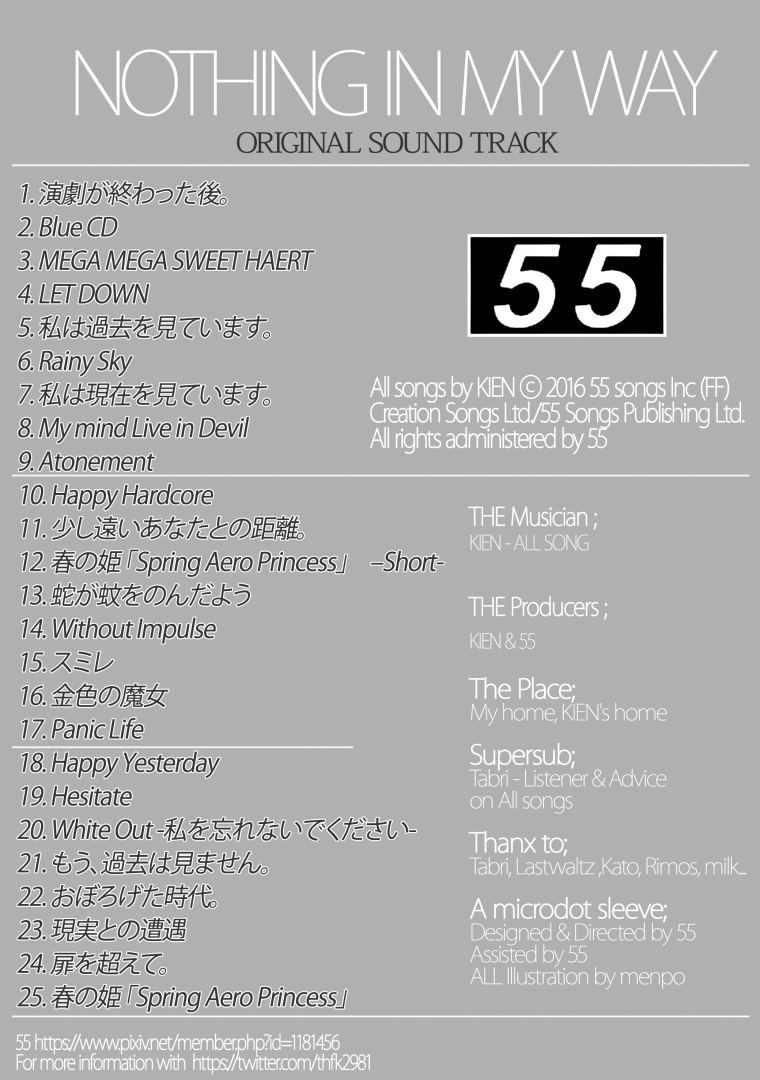 NOTHING IN MY WAY
ORIGINAL SOUND TRACK
1. 演劇が終わった後。
2. Blue CD
3. MEGA MEGA SWEET HAERT
4. LET DOWN
5. 私は過去を見ています。
6. Rainy Sky
7. 私は現在を見ています。
8. My mind Live in Devil
9. Atonement
10. Happy Hardcore
11. 少し遠いあなたとの距離。
12. 春の姫「Spring Aero Princess」 –Short-
13. 蛇が蚊をのんだよう
14. Without Impulse
15. スミレ
16. 金色の魔女
17. Panic Life
18. Happy Yesterday
19. Hesitate
20. White Out -私を忘れないでください-
21. もう、過去は見ません。
22. おぼろげた時代。
23. 現実との遭遇
24. 扉を超えて。
25. 春の姫「Spring Aero Princess」
55
All songs by KIEN © 2016 55 songs Inc (FF)
Creation Songs Ltd./55 Songs Publishing Ltd.
All rights administered by 55
THE Musician ;
KIEN - ALL SONG
THE Producers ;
KIEN & 55
The Place;
My home, KIEN's home
Supersub;
Tabri - Listener & Advice
on All songs
Thanx to;
Tabri, Lastwaltz ,Kato, Rimos, milk...
A microdot sleeve;
Designed & Directed by 55
Assisted by 55
ALL Illustration by menpo
55 https://www.pixiv.net/member.php?id=1181456
For more information with https://twitter.com/thfk2981